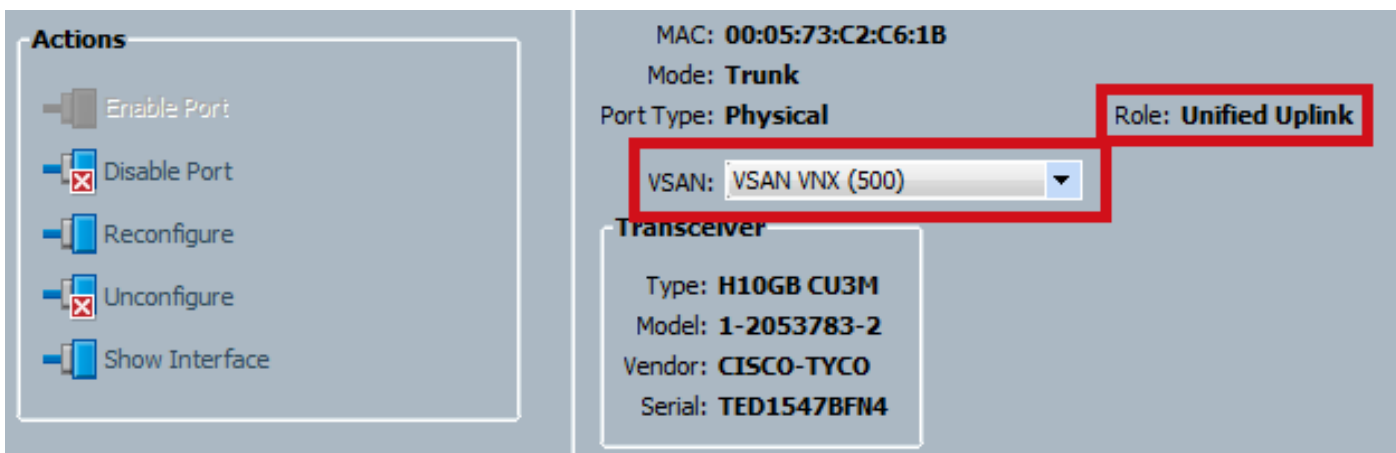 Actions
Enable Port
Disable Port
Reconfigure
Unconfigure
Show Interface
MAC: 00:05:73:C2:C6:1B
Mode: Trunk
Port Type: Physical
Role: Unified Uplink
VSAN: VSAN VNX (500)
Transceiver
Type: H10GB CU3M
Model: 1-2053783-2
Vendor: CISCO-TYCO
Serial: TED1547BFN4